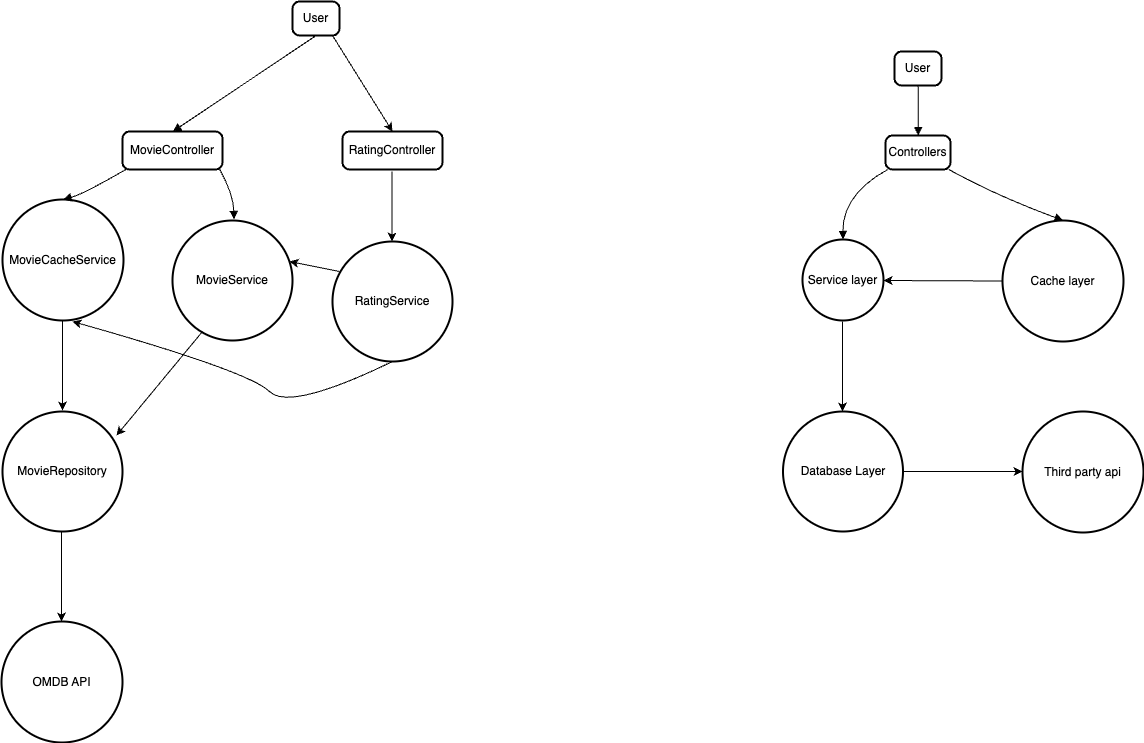 User
MovieController
RatingController
MovieCacheService
MovieService
RatingService
MovieRepository
OMDB API
User
Controllers
Service layer
Cache layer
Database Layer
Third party api